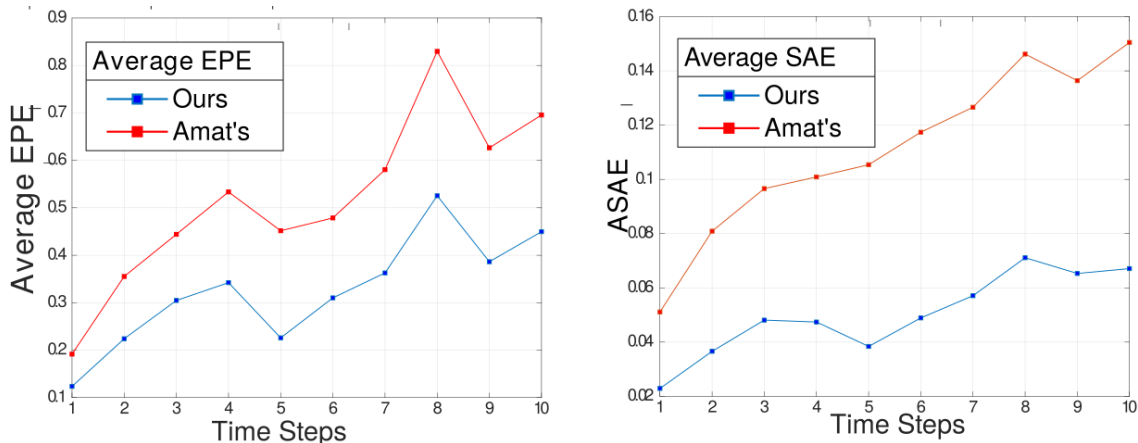 0.9
0.8
0.7
0.6
0.5
0.4
0.3
0.2
0.1
Average EPE
Average EPE
Ours
Amat's
1 2 3 4 5 6 7 8 9 10
Time Steps
0.16
0.14
0.12
0.1
0.08
0.06
0.04
0.02
ASAE
Average SAE
Ours
Amat's
1 2 3 4 5 6 7 8 9 10
Time Steps